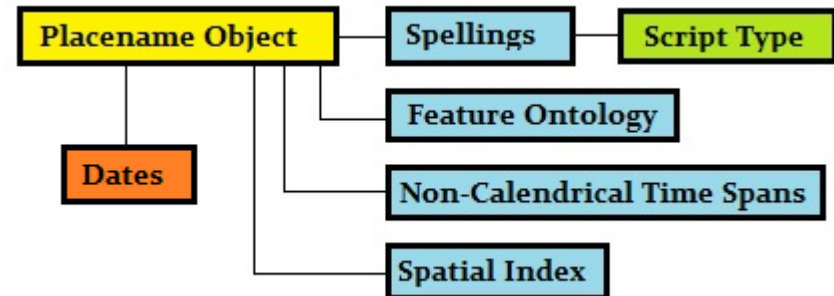 Placename Object
Spellings
Script Type
Feature Ontology
Dates
Non-Calendrical Time Spans
Spatial Index